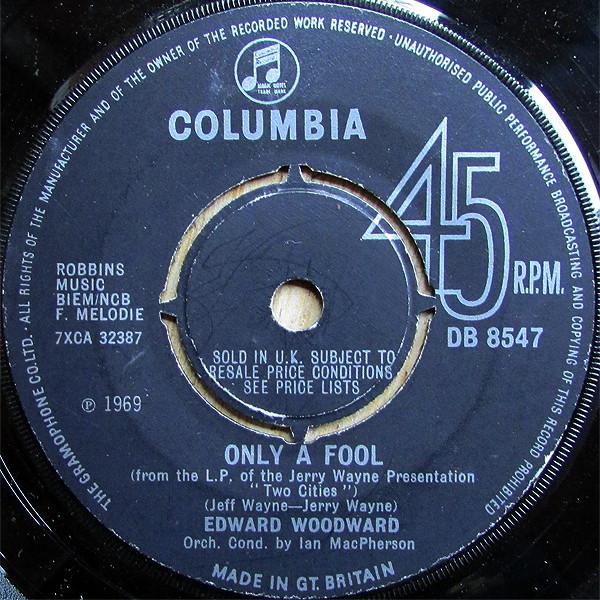 THE GRAMOPHONE CO. LTD. · ALL RIGHTS OF THE MANUFACTURER AND OF THE OWNER OF THE RECORDED WORK RESERVED · UNAUTHORISED PUBLIC PERFORMANCE BROADCASTING AND COPYING OF THIS RECORD PROHIBITED
MAGIC NOTES
TRADE MARK
COLUMBIA
45
R.P.M.
ROBBINS
MUSIC
BIEM/NCB
F. MELODIE
7XCA 32387
DB 8547
SOLD IN U.K. SUBJECT TO
RESALE PRICE CONDITIONS
SEE PRICE LISTS
℗ 1969
ONLY A FOOL
(from the L.P. of the Jerry Wayne Presentation
"Two Cities")
(Jeff Wayne—Jerry Wayne)
EDWARD WOODWARD
Orch. Cond. by Ian MacPherson
MADE IN GT. BRITAIN